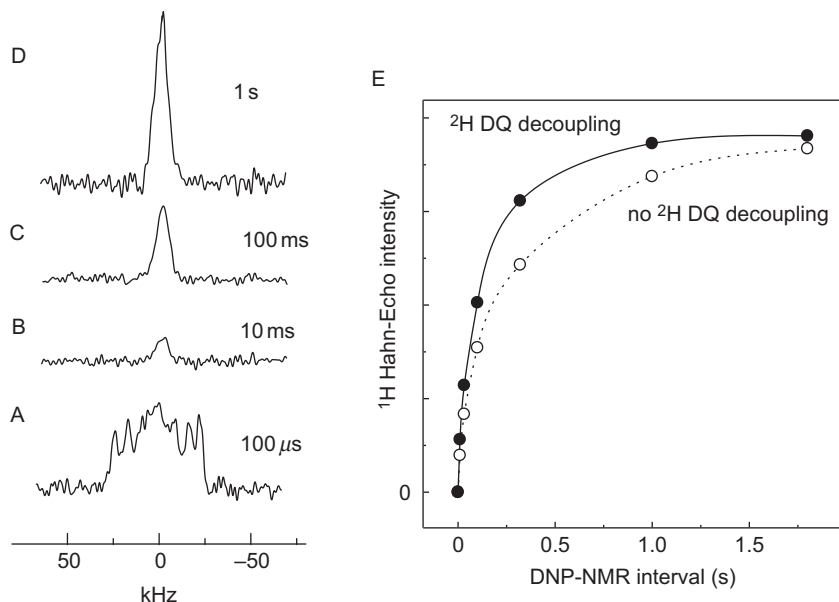 D
1 s
C
100 ms
B
10 ms
A
100 μs
50
0
–50
kHz
E
²H DQ decoupling
no ²H DQ decoupling
¹H Hahn-Echo intensity
0
0
0.5
1.0
1.5
DNP-NMR interval (s)